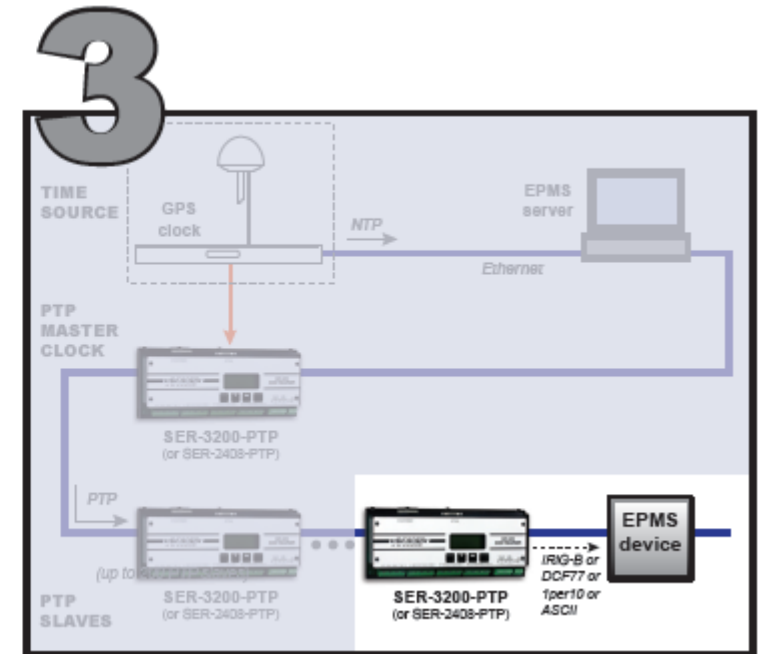 3
TIME
SOURCE
GPS
clock
NTP
EPMS
server
Ethernet
PTP
MASTER
CLOCK
SER-3200-PTP
(or SER-2408-PTP)
PTP
(up to
PTP
SLAVES
SER-3200-PTP
(or SER-2408-PTP)
SER-3200-PTP
(or SER-2408-PTP)
IRIG-B or
DCF77 or
1per10 or
ASCII
EPMS
device